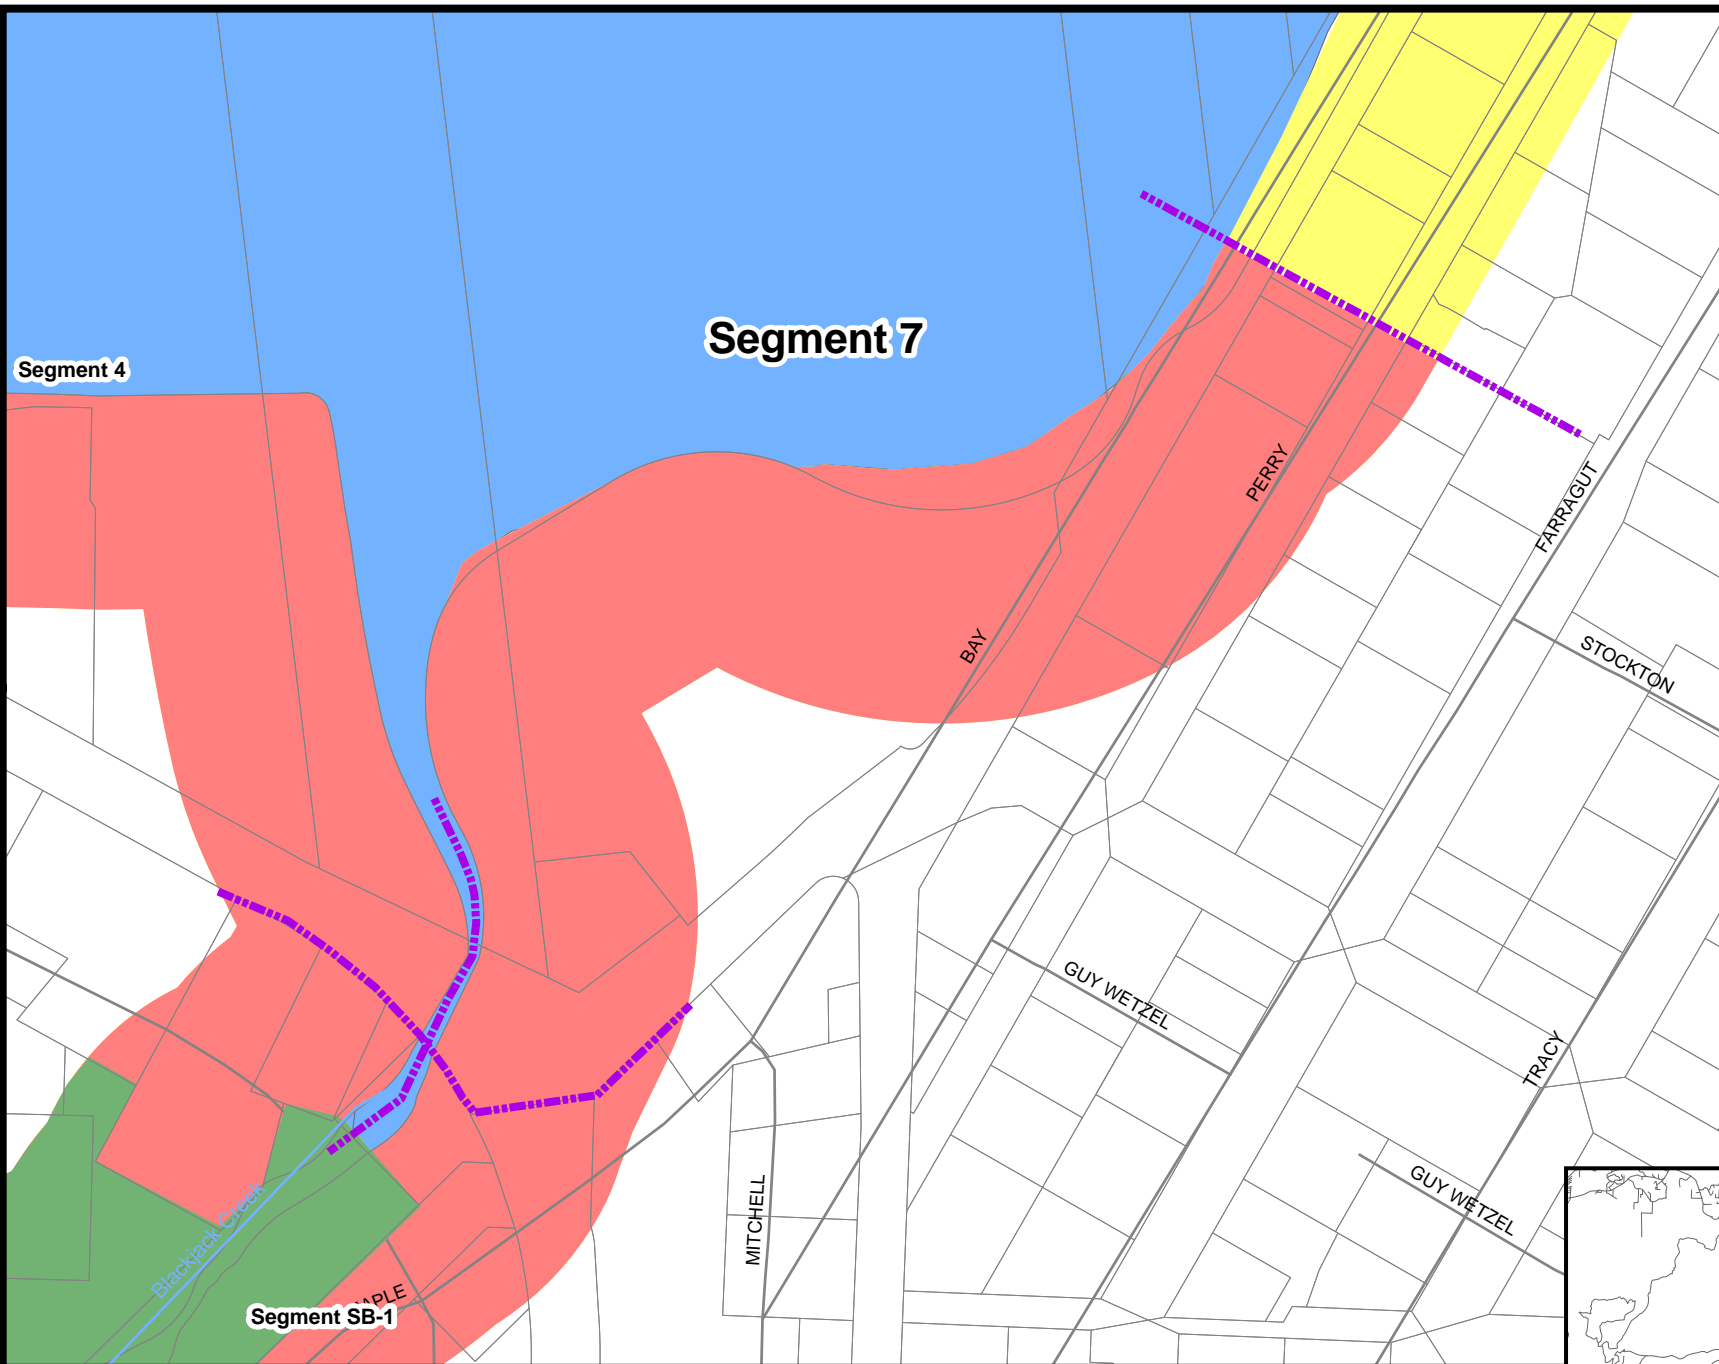 Segment 7
Segment 4
PERRY
FARRAGUT
BAY
STOCKTON
GUY WETZEL
TRACY
MITCHELL
GUY WETZEL
Blackjack Creek
APLE
Segment SB-1